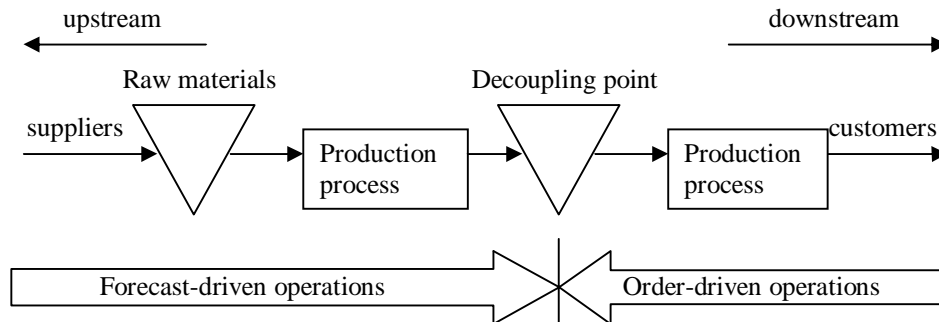 upstream
downstream
Raw materials
Decoupling point
suppliers
Production
process
Production
process
customers
Forecast-driven operations
Order-driven operations